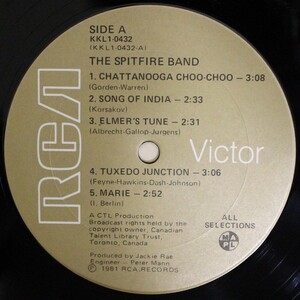 SIDE A
KKL1-0432
(KKL1-0432-A)
THE SPITFIRE BAND
1. CHATTANOOGA CHOO-CHOO – 3:08
(Gorden-Warren)
2. SONG OF INDIA – 2:33
(Korsakov)
3. ELMER'S TUNE – 2:31
(Albrecht-Gallop-Jurgens)
RCA
Victor
4. TUXEDO JUNCTION – 3:06
(Feyne-Hawkins-Dash-Johnson)
5. MARIE – 2:52
(I. Berlin)
A CTL Production
Broadcast rights held by the
copyright owner, Canadian
Talent Library Trust,
Toronto, Canada.
ALL
SELECTIONS
Produced by Jackie Rae
Engineer – Peter Mann
© 1981 RCA RECORDS